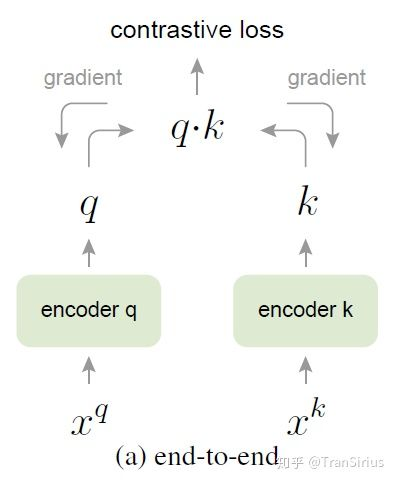 contrastive loss
gradient gradient
q·k
q k
encoder q encoder k
x^q x^k
(a) end-to-end
知乎 @TranSirius